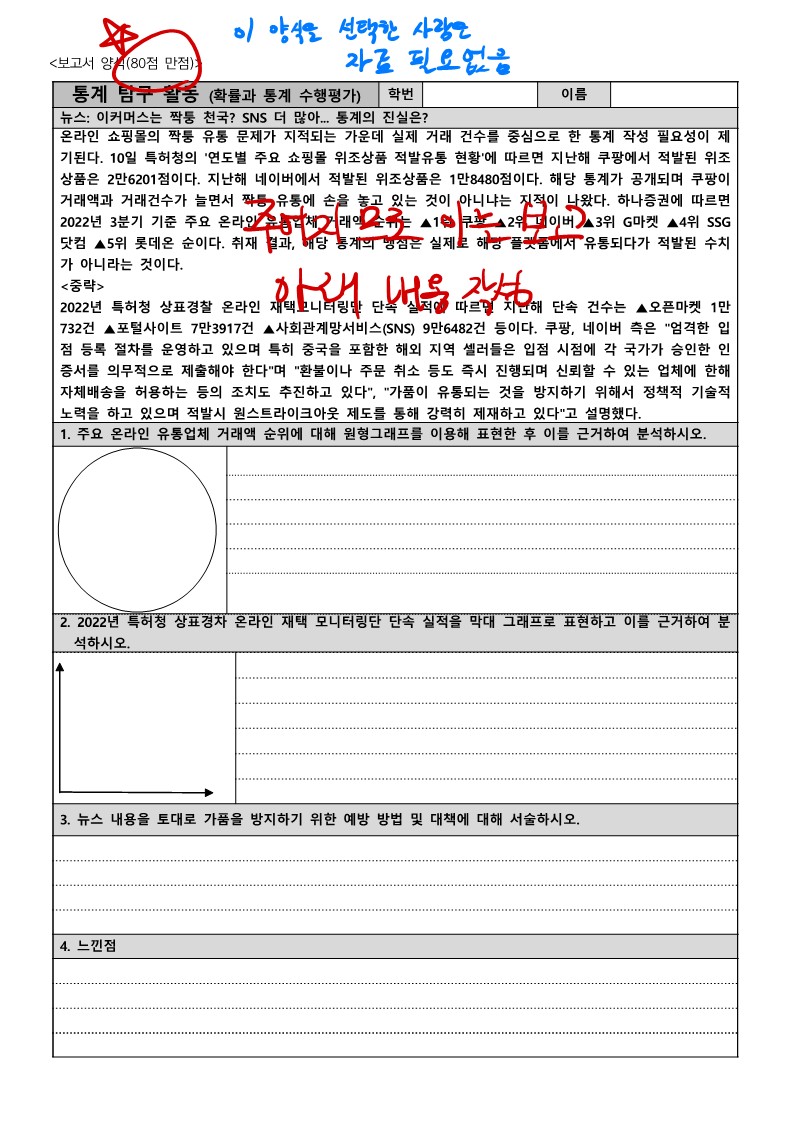 이 양식을 선택한 사람은
자료 필요없음
<보고서 양식(80점 만점)>
통계 탐구 활동 (확률과 통계 수행평가) 학번 이름
뉴스: 이커머스는 짝퉁 천국? SNS 더 많아... 통계의 진실은?
온라인 쇼핑몰의 짝퉁 유통 문제가 지적되는 가운데 실제 거래 건수를 중심으로 한 통계 작성 필요성이 제
기된다. 10일 특허청의 '연도별 주요 쇼핑몰 위조상품 적발유통 현황'에 따르면 지난해 쿠팡에서 적발된 위조
상품은 2만6201점이다. 지난해 네이버에서 적발된 위조상품은 1만8480점이다. 해당 통계가 공개되며 쿠팡이
거래액과 거래건수가 늘면서 짝퉁 유통에 손을 놓고 있는 것이 아니냐는 지적이 나왔다. 하나증권에 따르면
2022년 3분기 기준 주요 온라인 유통업체 거래액 순위는 ▲1위 쿠팡 ▲2위 네이버 ▲3위 G마켓 ▲4위 SSG
닷컴 ▲5위 롯데온 순이다. 취재 결과, 해당 통계의 맹점은 실제로 해당 플랫폼에서 유통되다가 적발된 수치
가 아니라는 것이다.
주어지 모로 이는 보고
<중략>
아래 내용 작성
2022년 특허청 상표경찰 온라인 재택모니터링단 단속 실적에 따르면 지난해 단속 건수는 ▲오픈마켓 1만
732건 ▲포털사이트 7만3917건 ▲사회관계망서비스(SNS) 9만6482건 등이다. 쿠팡, 네이버 측은 "엄격한 입
점 등록 절차를 운영하고 있으며 특히 중국을 포함한 해외 지역 셀러들은 입점 시점에 각 국가가 승인한 인
증서를 의무적으로 제출해야 한다"며 "환불이나 주문 취소 등도 즉시 진행되며 신뢰할 수 있는 업체에 한해
자체배송을 허용하는 등의 조치도 추진하고 있다", "가품이 유통되는 것을 방지하기 위해서 정책적 기술적
노력을 하고 있으며 적발시 원스트라이크아웃 제도를 통해 강력히 제재하고 있다"고 설명했다.
1. 주요 온라인 유통업체 거래액 순위에 대해 원형그래프를 이용해 표현한 후 이를 근거하여 분석하시오.
2. 2022년 특허청 상표경차 온라인 재택 모니터링단 단속 실적을 막대 그래프로 표현하고 이를 근거하여 분
석하시오.
3. 뉴스 내용을 토대로 가품을 방지하기 위한 예방 방법 및 대책에 대해 서술하시오.
4. 느낀점